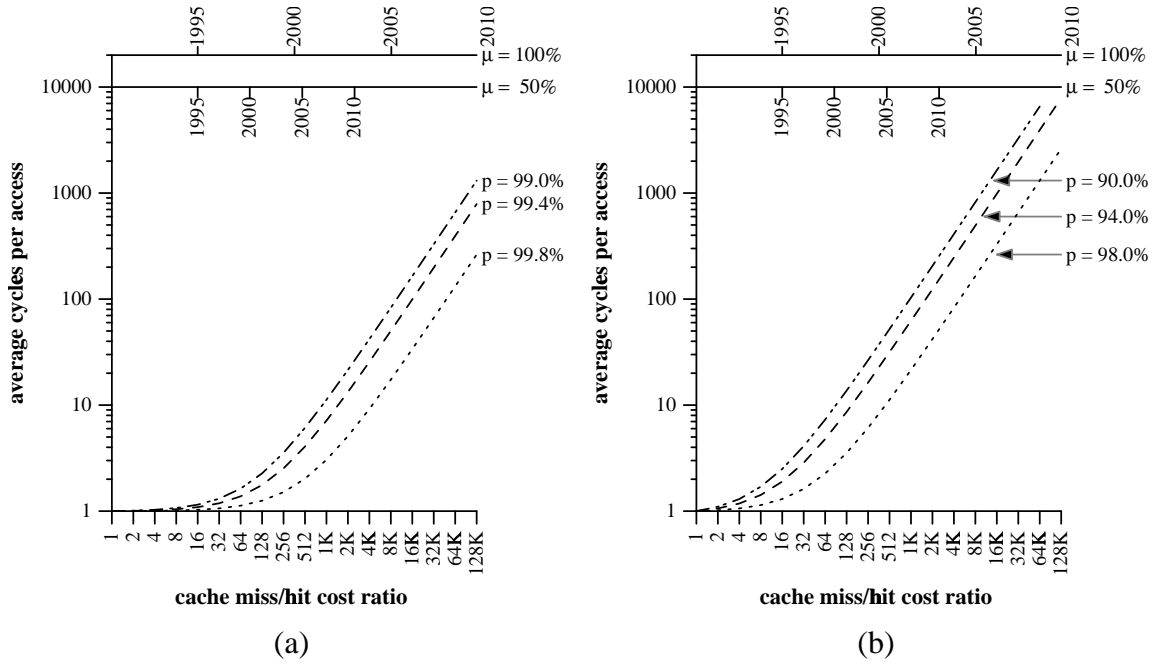 1995 2000 2005 2010
μ = 100%
10000
μ = 50%
1995 2000 2005 2010
p = 99.0%
p = 99.4%
p = 99.8%
1000
100
10
1
average cycles per access
1 2 4 8 16 32 64 128 256 512 1K 2K 4K 8K 16K 32K 64K 128K
cache miss/hit cost ratio
(a)
1995 2000 2005 2010
μ = 100%
10000
μ = 50%
1995 2000 2005 2010
p = 90.0%
p = 94.0%
p = 98.0%
1000
100
10
1
average cycles per access
1 2 4 8 16 32 64 128 256 512 1K 2K 4K 8K 16K 32K 64K 128K
cache miss/hit cost ratio
(b)